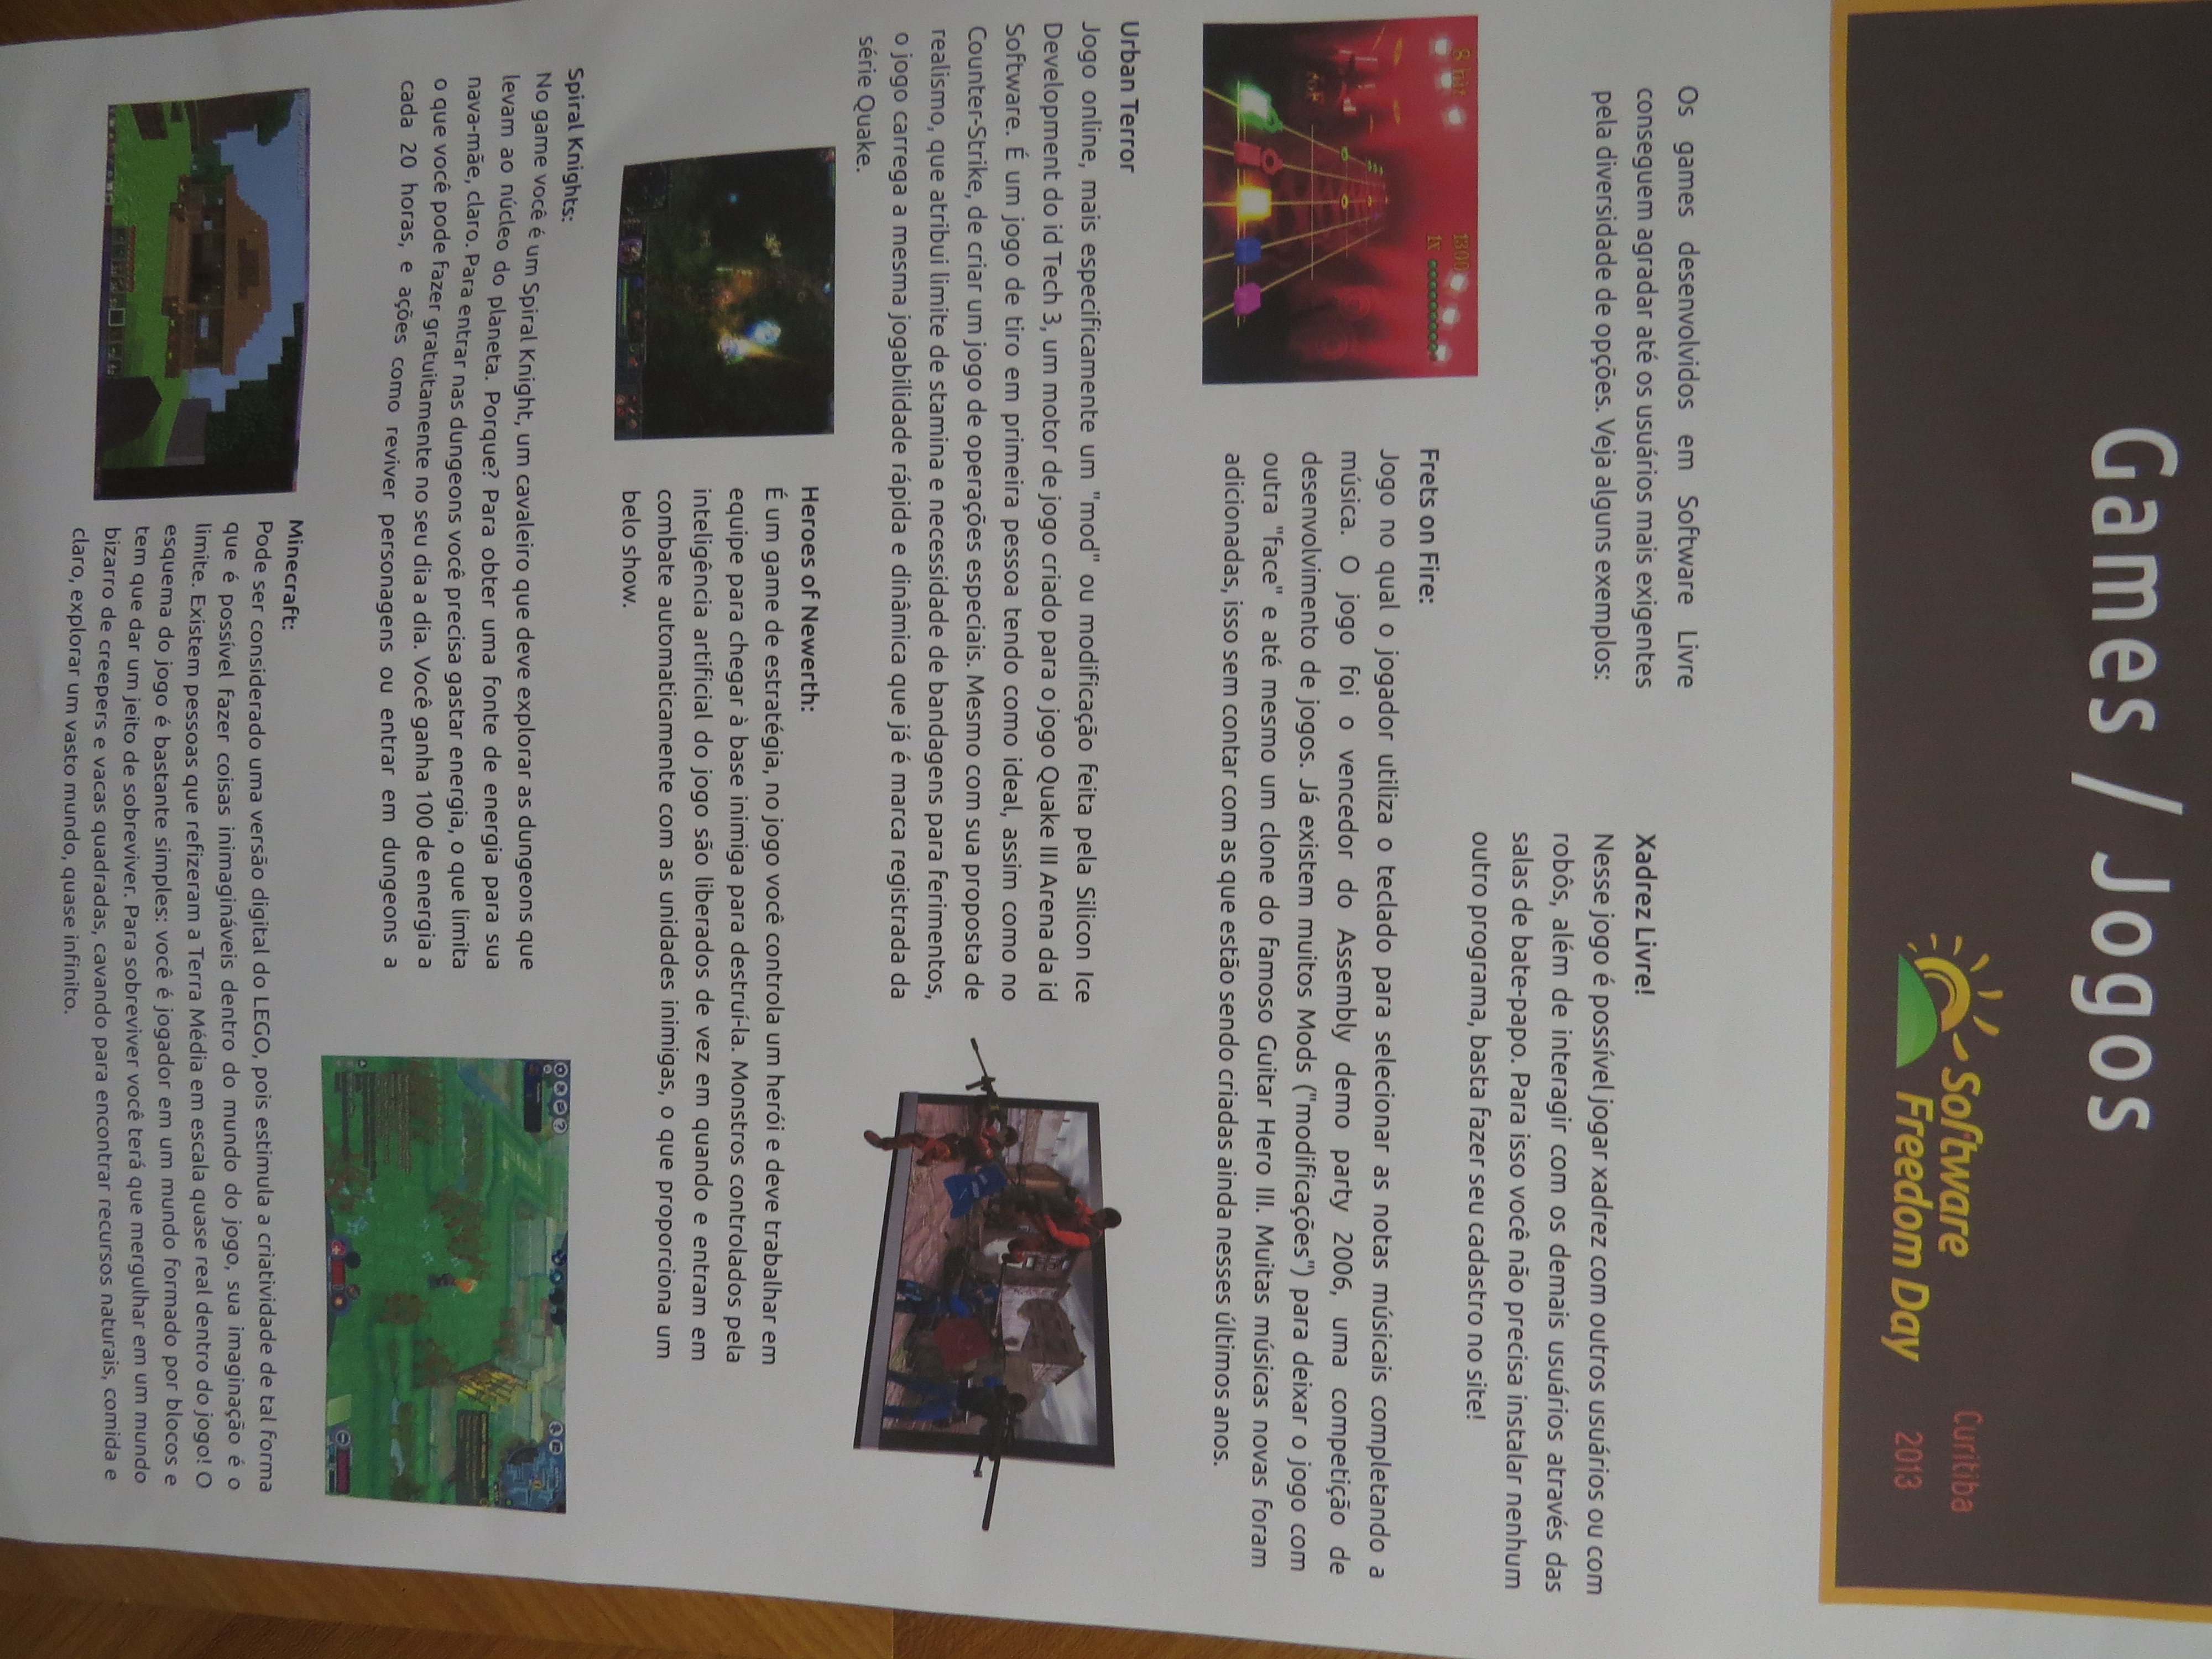 Games / Jogos
Software
Freedom Day
Curitiba
2013
Os games desenvolvidos em Software Livre
conseguem agradar até os usuários mais exigentes
pela diversidade de opções. Veja alguns exemplos:
Xadrez Livre!
Nesse jogo é possível jogar xadrez com outros usuários ou com
robôs, além de interagir com os demais usuários através das
salas de bate-papo. Para isso você não precisa instalar nenhum
outro programa, basta fazer seu cadastro no site!
8 hit
1300
1x
Frets on Fire:
Jogo no qual o jogador utiliza o teclado para selecionar as notas músicais completando a
música. O jogo foi o vencedor do Assembly demo party 2006, uma competição de
desenvolvimento de jogos. Já existem muitos Mods ("modificações") para deixar o jogo com
outra "face" e até mesmo um clone do famoso Guitar Hero III. Muitas músicas novas foram
adicionadas, isso sem contar com as que estão sendo criadas ainda nesses últimos anos.
Urban Terror
Jogo online, mais especificamente um "mod" ou modificação feita pela Silicon Ice
Development do id Tech 3, um motor de jogo criado para o jogo Quake III Arena da id
Software. É um jogo de tiro em primeira pessoa tendo como ideal, assim como no
Counter-Strike, de criar um jogo de operações especiais. Mesmo com sua proposta de
realismo, que atribui limite de stamina e necessidade de bandagens para ferimentos,
o jogo carrega a mesma jogabilidade rápida e dinâmica que já é marca registrada da
série Quake.
Heroes of Newerth:
É um game de estratégia, no jogo você controla um herói e deve trabalhar em
equipe para chegar à base inimiga para destruí-la. Monstros controlados pela
inteligência artificial do jogo são liberados de vez em quando e entram em
combate automaticamente com as unidades inimigas, o que proporciona um
belo show.
Spiral Knights:
No game você é um Spiral Knight, um cavaleiro que deve explorar as dungeons que
levam ao núcleo do planeta. Porque? Para obter uma fonte de energia para sua
nava-mãe, claro. Para entrar nas dungeons você precisa gastar energia, o que limita
o que você pode fazer gratuitamente no seu dia a dia. Você ganha 100 de energia a
cada 20 horas, e ações como reviver personagens ou entrar em dungeons a
Minecraft:
Pode ser considerado uma versão digital do LEGO, pois estimula a criatividade de tal forma
que é possível fazer coisas inimagináveis dentro do mundo do jogo, sua imaginação é o
limite. Existem pessoas que refizeram a Terra Média em escala quase real dentro do jogo! O
esquema do jogo é bastante simples: você é jogador em um mundo formado por blocos e
tem que dar um jeito de sobreviver. Para sobreviver você terá que mergulhar em um mundo
bizarro de creepers e vacas quadradas, cavando para encontrar recursos naturais, comida e
claro, explorar um vasto mundo, quase infinito.